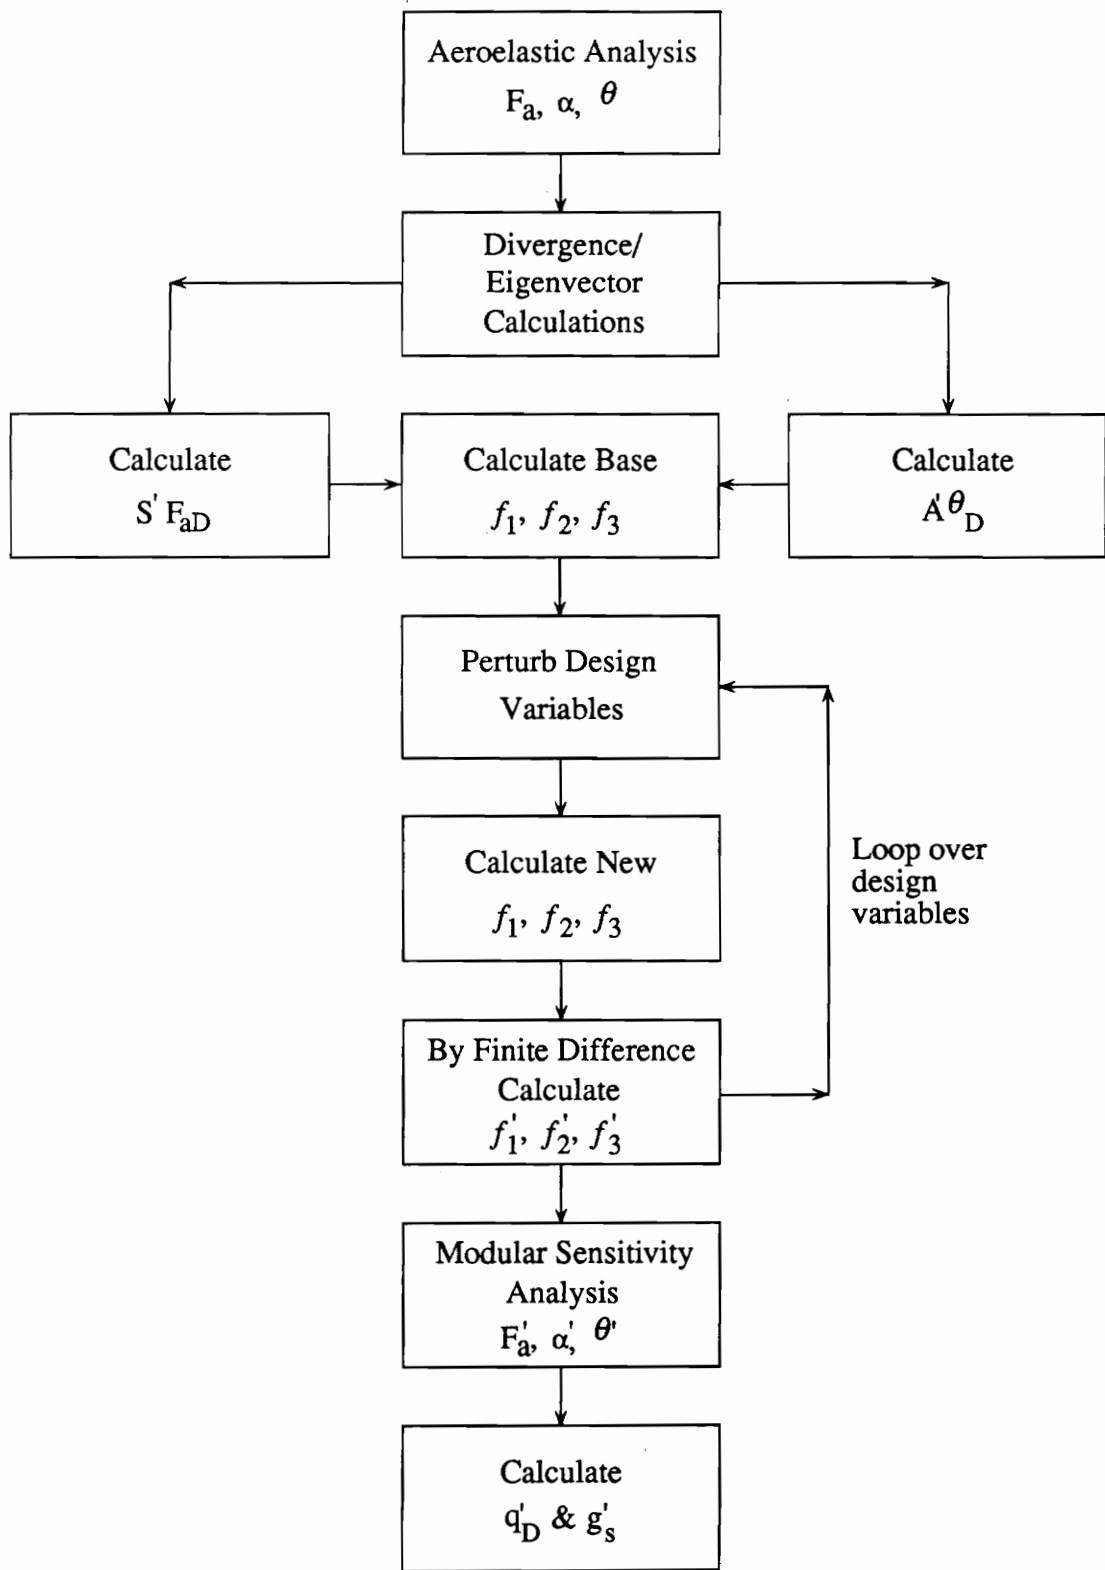 Aeroelastic Analysis
Fa, α, θ
Divergence/
Eigenvector
Calculations
Calculate
S' FaD
Calculate Base
f1, f2, f3
Calculate
A'θD
Perturb Design
Variables
Calculate New
f1, f2, f3
Loop over
design
variables
By Finite Difference
Calculate
f1', f2', f3'
Modular Sensitivity
Analysis
Fa', α', θ'
Calculate
qD' & gs'